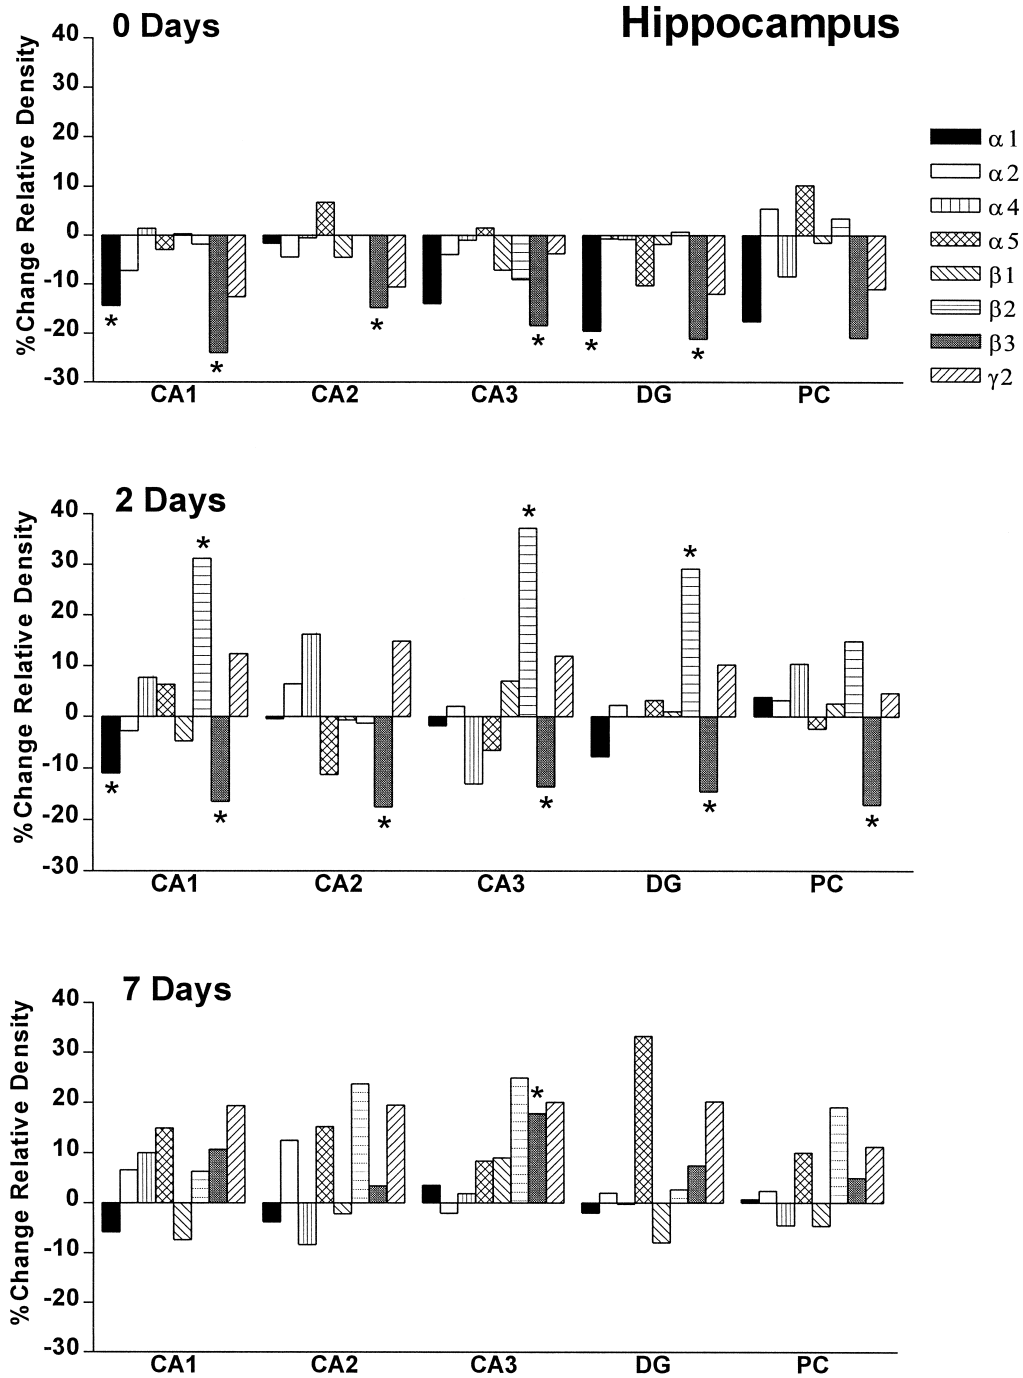 Hippocampus
0 Days
%Change Relative Density
40
30
20
10
0
-10
-20
-30
* * * * * * *
CA1 CA2 CA3 DG PC
α1
α2
α4
α5
β1
β2
β3
γ2
2 Days
%Change Relative Density
40
30
20
10
0
-10
-20
-30
* * * * * * * * *
CA1 CA2 CA3 DG PC
7 Days
%Change Relative Density
40
30
20
10
0
-10
-20
-30
*
CA1 CA2 CA3 DG PC